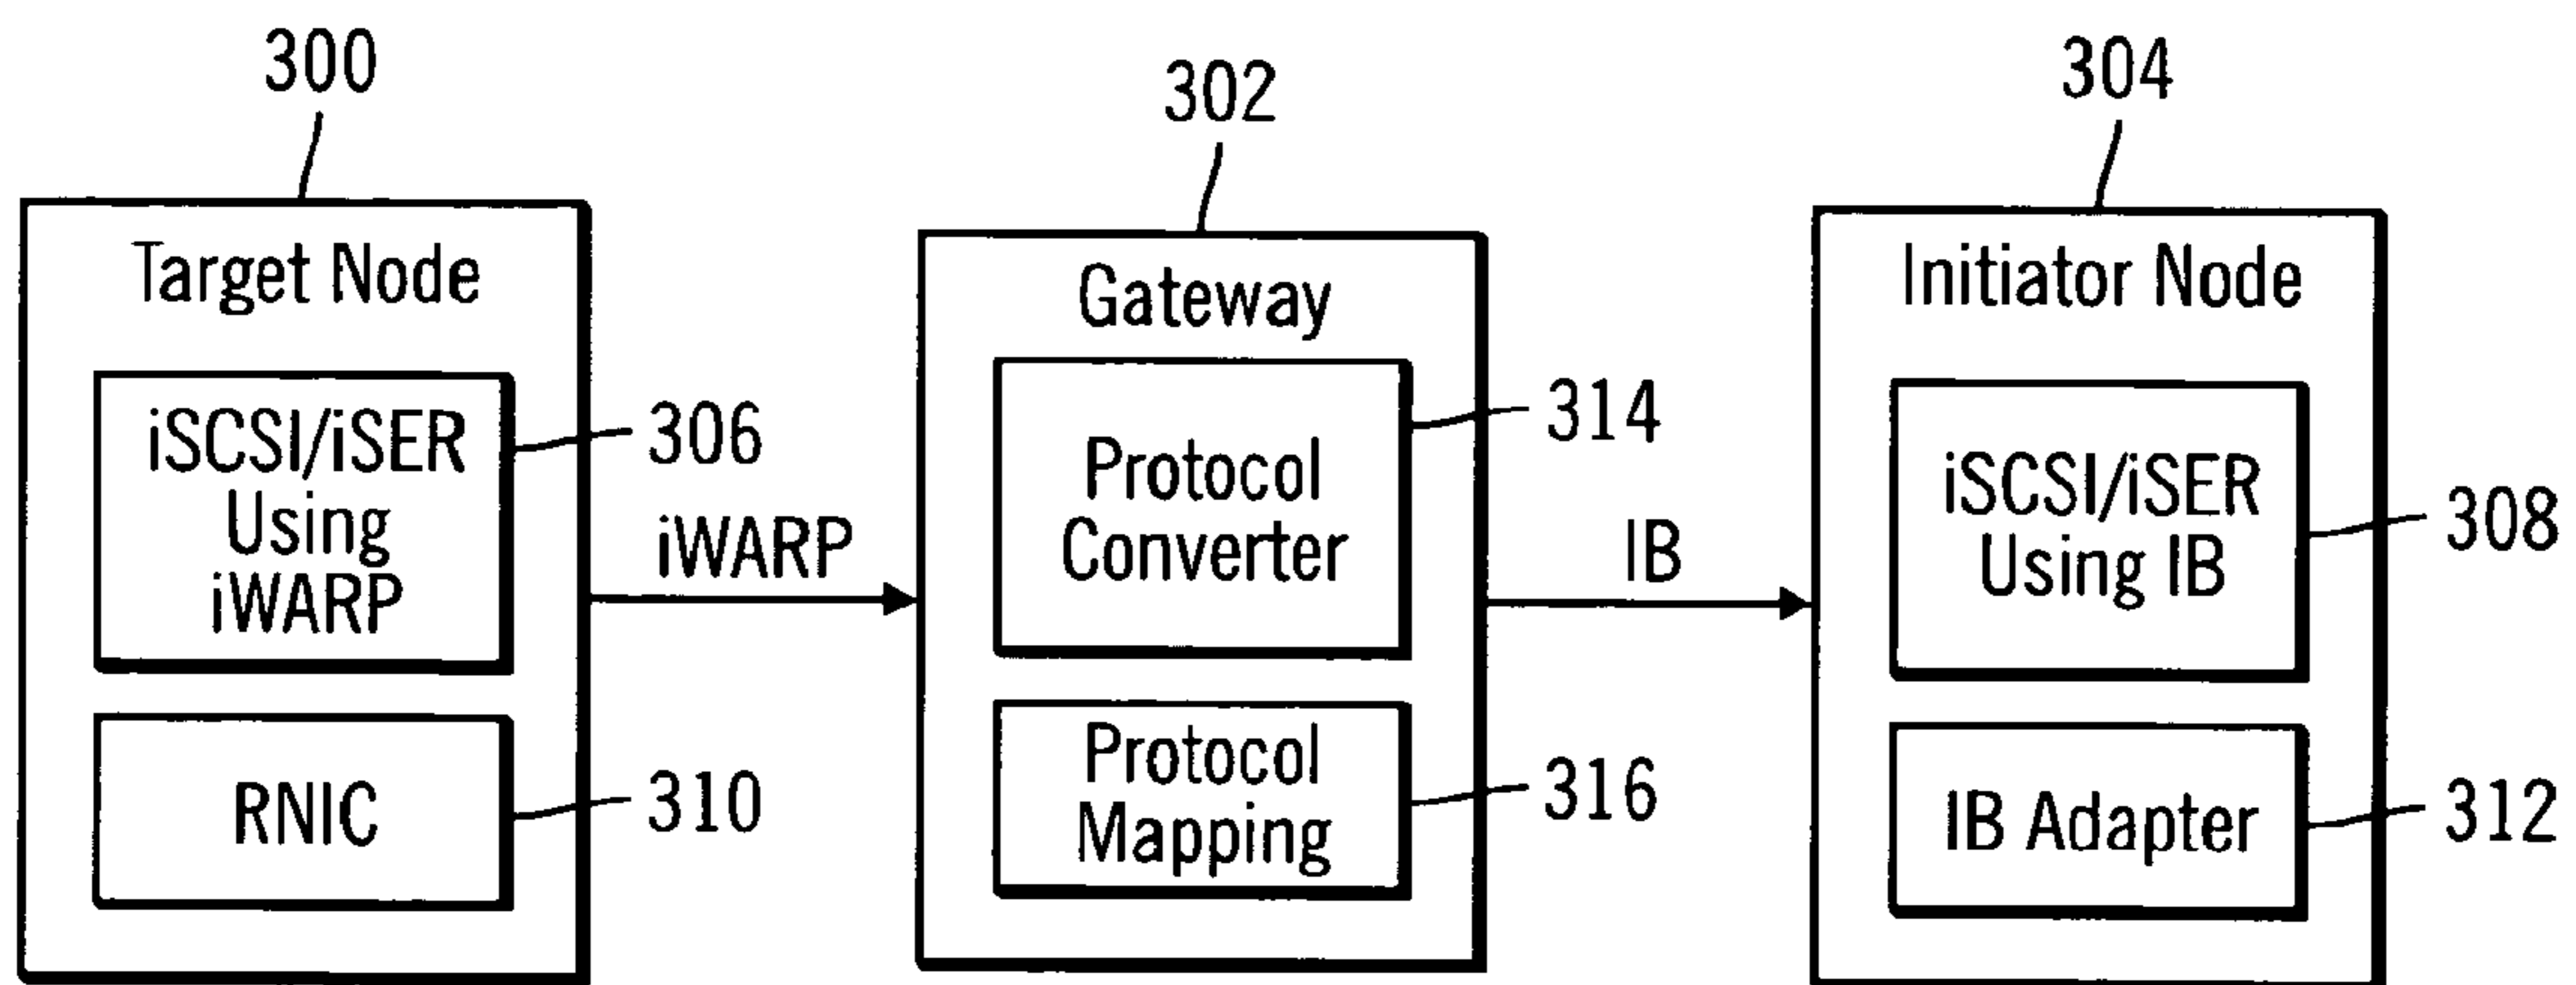 300
302
304
Target Node
iSCSI/iSER
Using
iWARP
306
RNIC
310
iWARP
Gateway
Protocol
Converter
314
Protocol
Mapping
316
IB
Initiator Node
iSCSI/iSER
Using IB
308
IB Adapter
312